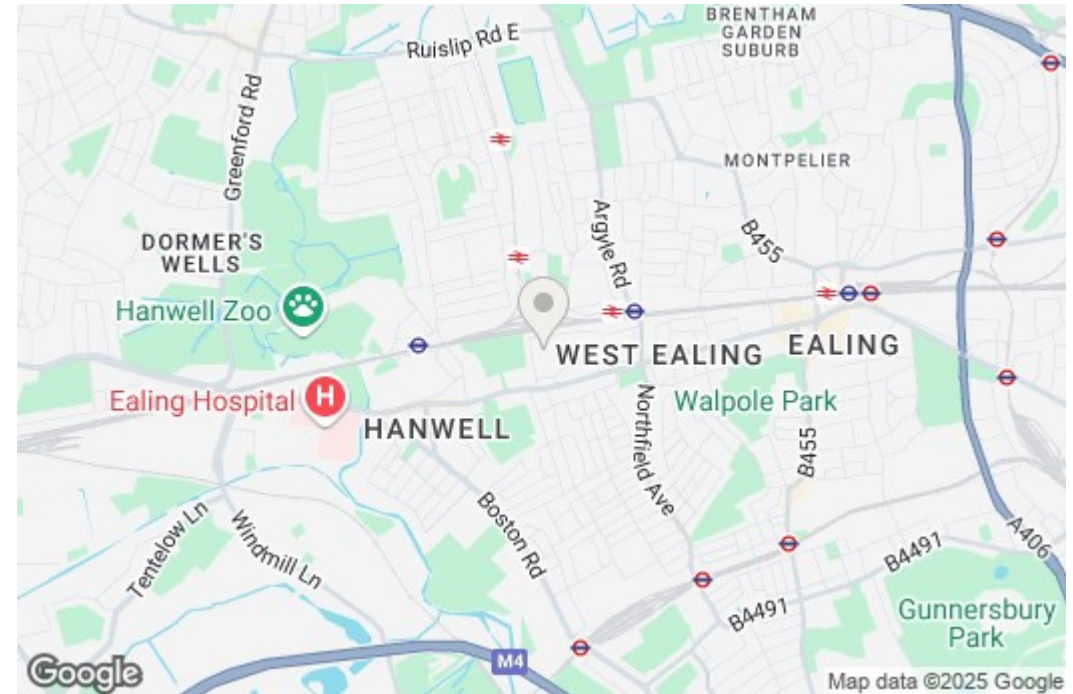 BRENTHAM
GARDEN
SUBURB
Ruislip Rd E
Greenford Rd
MONTPELIER
Argyle Rd
B455
DORMER'S
WELLS
Hanwell Zoo
WEST EALING
EALING
Ealing Hospital
H
HANWELL
Walpole Park
Northfield Ave
B455
Boston Rd
Tentelow Ln
Windmill Ln
A406
B4491
B4491
Gunnersbury
Park
M4
Google
Map data ©2025 Google